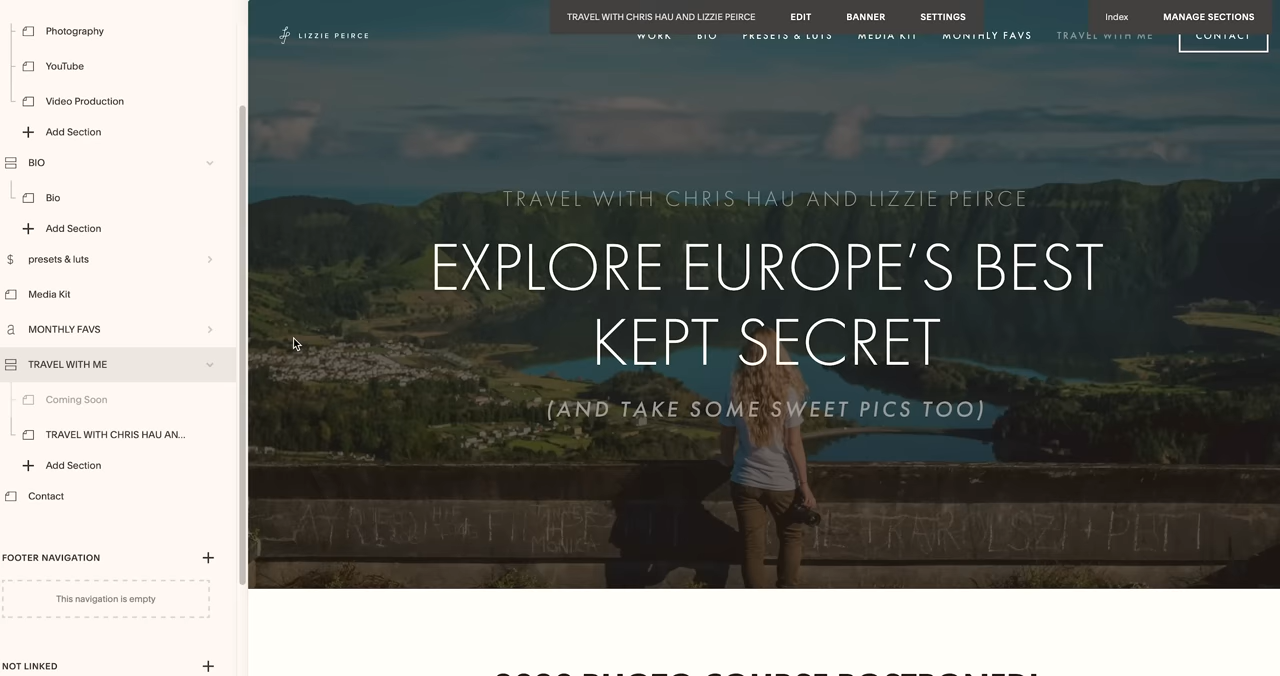 Photography
YouTube
Video Production
Add Section
BIO
Bio
Add Section
presets & luts
Media Kit
MONTHLY FAVS
TRAVEL WITH ME
Coming Soon
TRAVEL WITH CHRIS HAU AN...
Add Section
Contact
FOOTER NAVIGATION
This navigation is empty
NOT LINKED
TRAVEL WITH CHRIS HAU AND LIZZIE PEIRCE EDIT BANNER SETTINGS Index MANAGE SECTIONS
LIZZIE PEIRCE WORK BIO PRESETS & LUTS MEDIA KIT MONTHLY FAVS TRAVEL WITH ME CONTACT
TRAVEL WITH CHRIS HAU AND LIZZIE PEIRCE
EXPLORE EUROPE'S BEST
KEPT SECRET
(AND TAKE SOME SWEET PICS TOO)
2020 PHOTO COURSE POSTPONED!